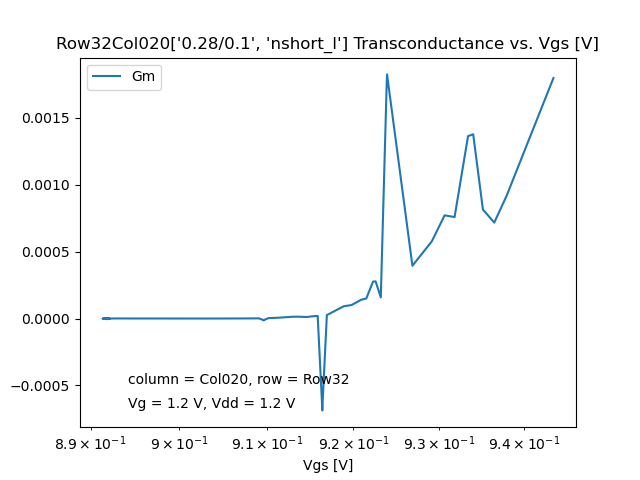 Row32Col020['0.28/0.1', 'nshort_l'] Transconductance vs. Vgs [V]
Gm
0.0015
0.0010
0.0005
0.0000
−0.0005
column = Col020, row = Row32
Vg = 1.2 V, Vdd = 1.2 V
8.9 × 10⁻¹ 9 × 10⁻¹ 9.1 × 10⁻¹ 9.2 × 10⁻¹ 9.3 × 10⁻¹ 9.4 × 10⁻¹
Vgs [V]